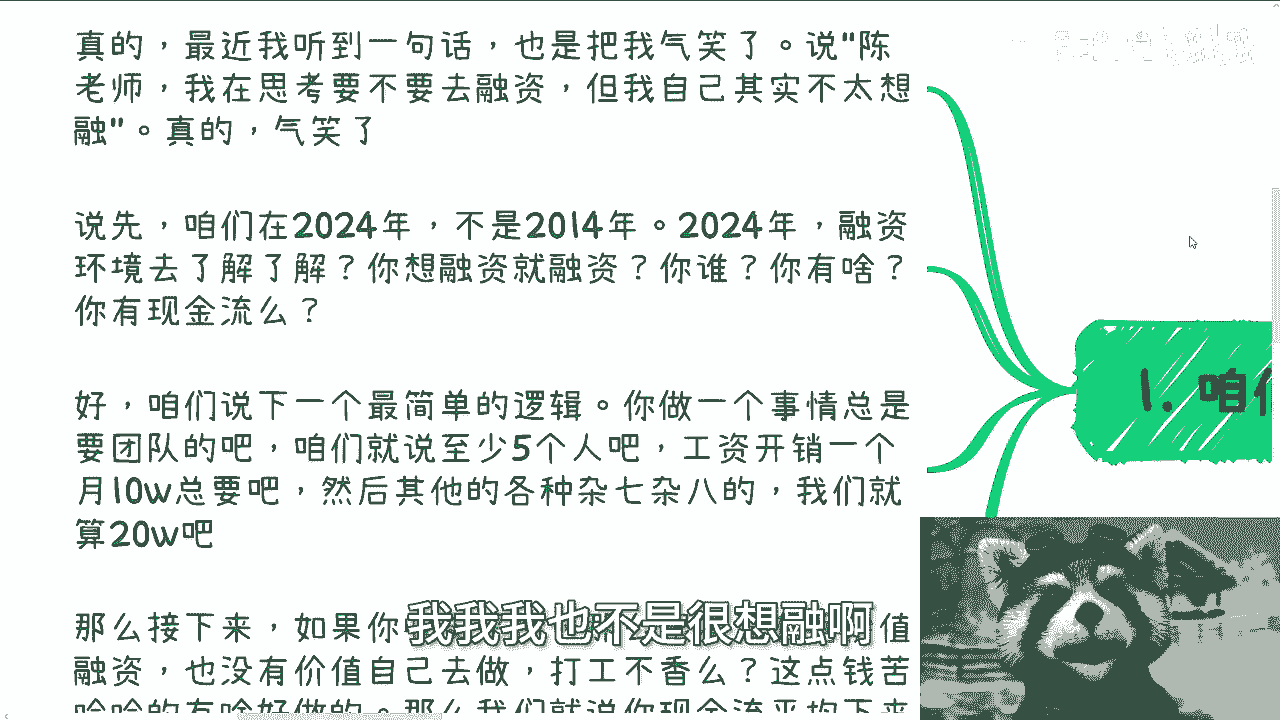 真的，最近我听到一句话，也是把我气笑了。说"陈
老师，我在思考要不要去融资，但我自己其实不太想
融"。真的，气笑了
说先，咱们在2024年，不是2014年。2024年，融资
环境去了解了解？你想融资就融资？你谁？你有啥？
你有现金流么？
好，咱们说下一个最简单的逻辑。你做一个事情总是
要团队的吧，咱们就说至少5个人吧，工资开销一个
月10w总要吧，然后其他的各种杂七杂八的，我们就
算20w吧
那么接下来，如果你
值
我我我也不是很想融啊
融资，也没有价值自己去做，打工不香么？这点钱苦
哈哈的有啥好做的。那么我们就说你现金流平均下来
1. 咱